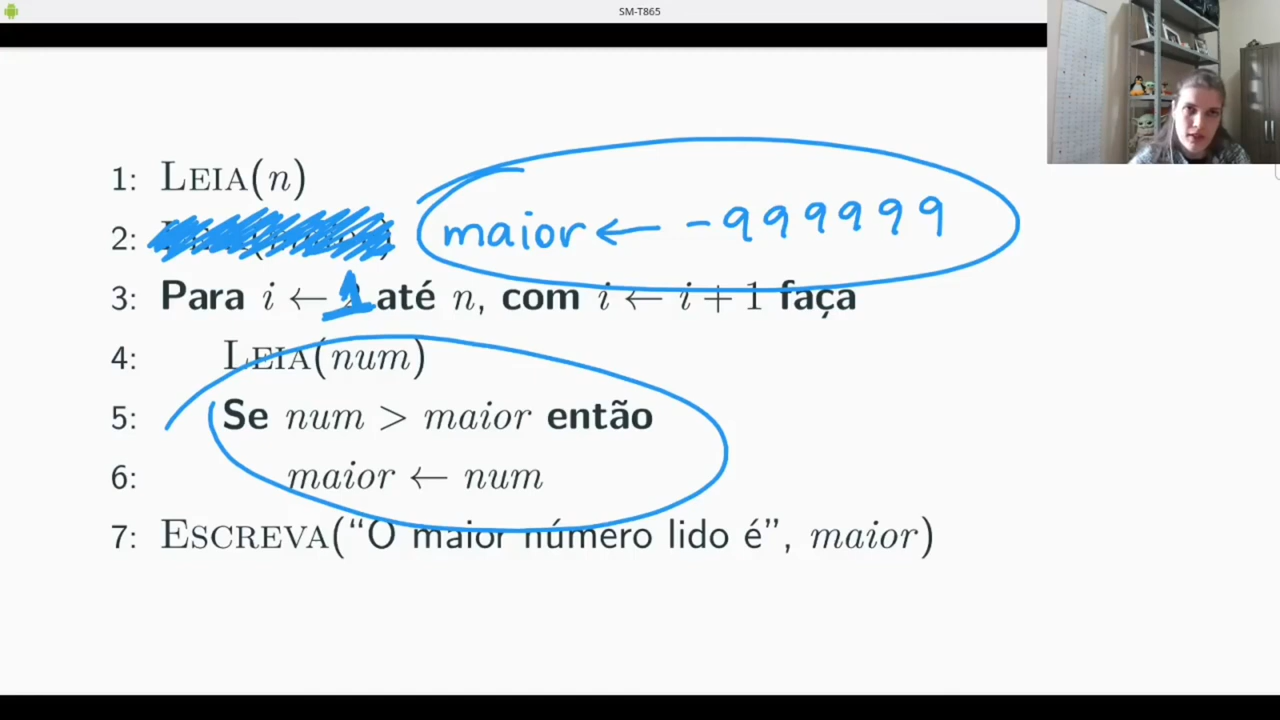 SM-T865
1: LEIA(n)
2: maior ← -999999
3: Para i ← 1 até n, com i ← i + 1 faça
4: LEIA(num)
5: Se num > maior então
6: maior ← num
7: ESCREVA(“O maior número lido é”, maior)